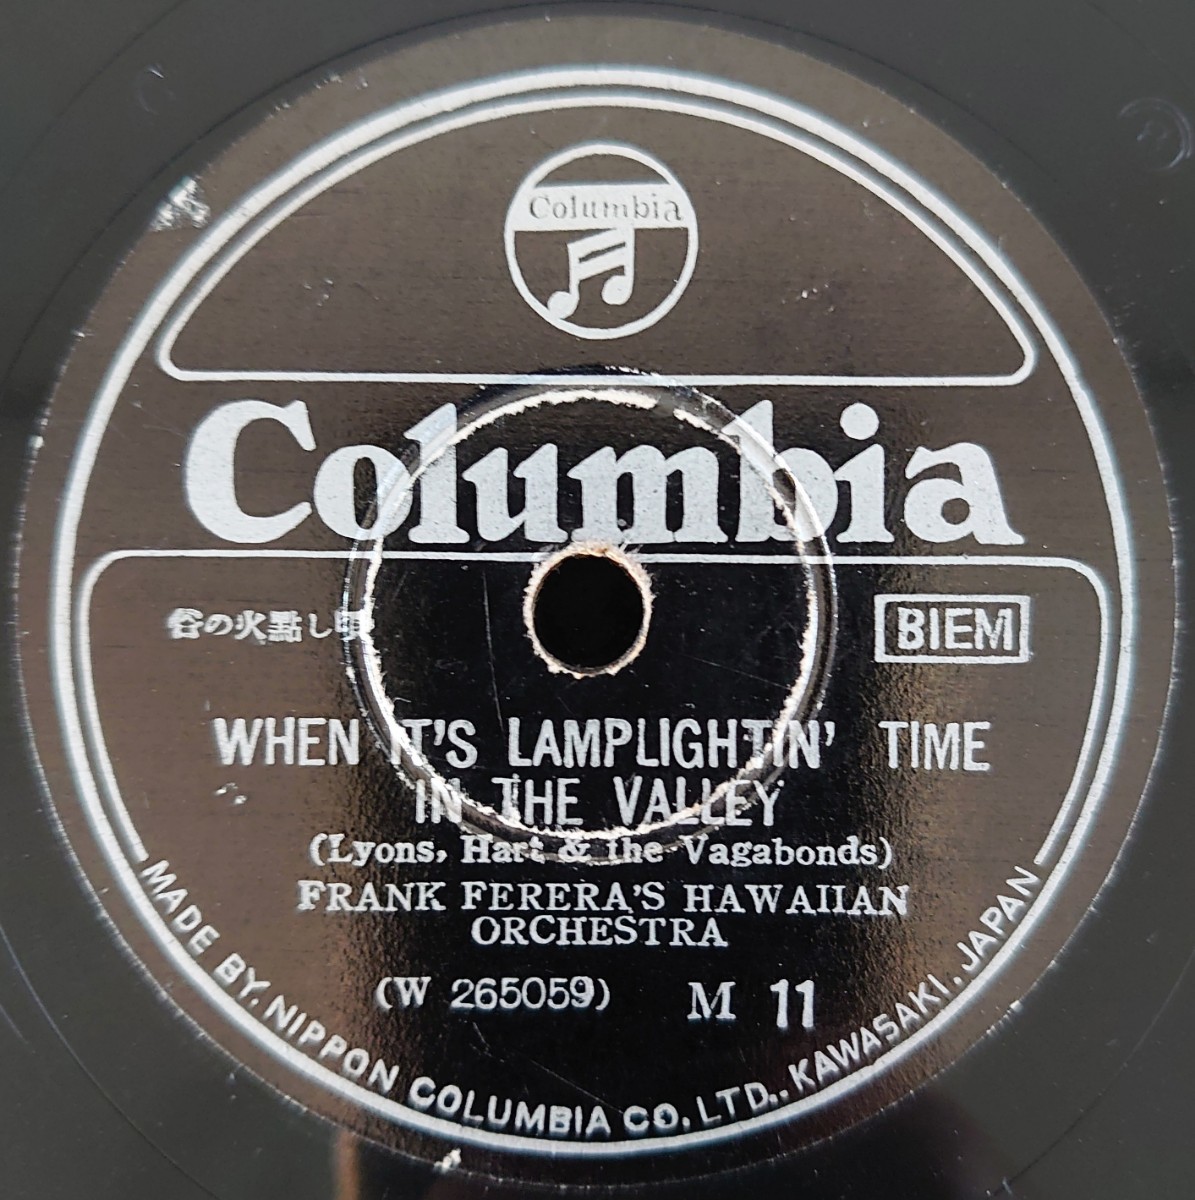 Columbia
Columbia
谷の火點し頃
BIEM
WHEN IT'S LAMPLIGHTIN' TIME
IN THE VALLEY
(Lyons, Hart & the Vagabonds)
FRANK FERERA'S HAWAIIAN
ORCHESTRA
(W 265059) M 11
MADE BY. NIPPON COLUMBIA CO. LTD., KAWASAKI. JAPAN